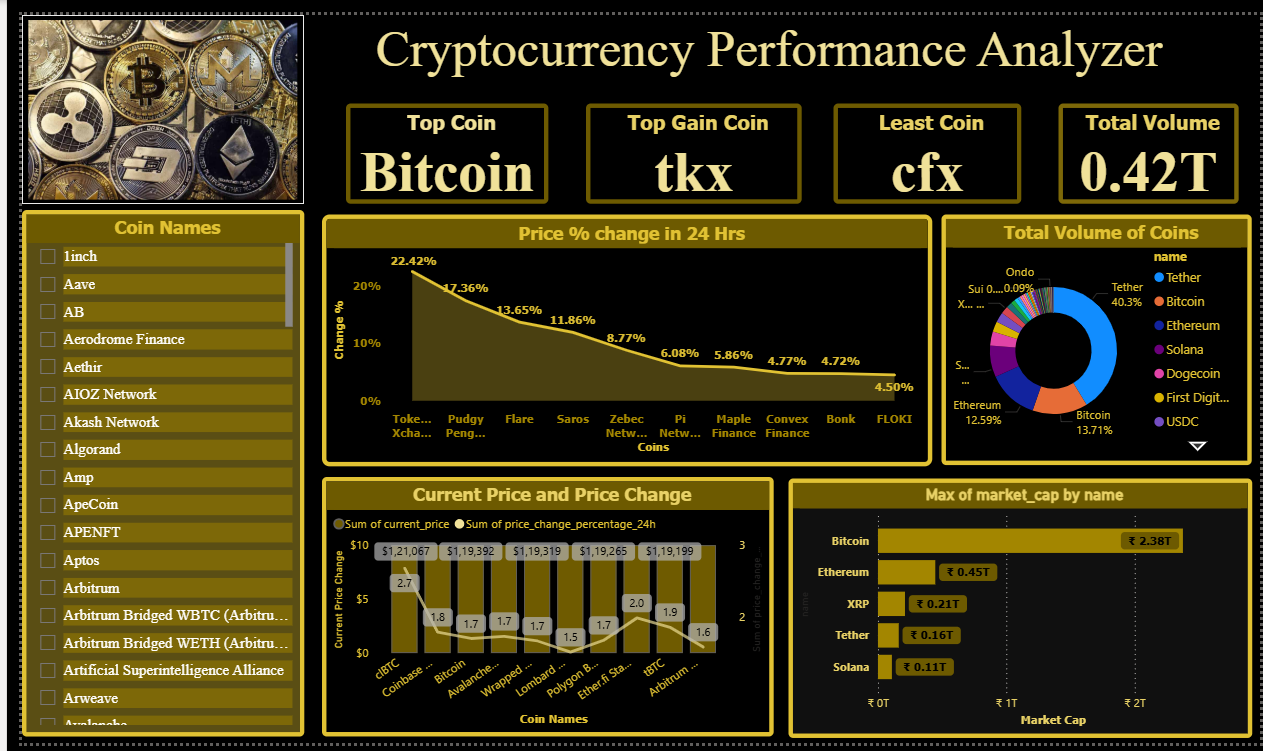 Cryptocurrency Performance Analyzer
Top Coin
Bitcoin
Top Gain Coin
tkx
Least Coin
cfx
Total Volume
0.42T
Coin Names
1inch
Aave
AB
Aerodrome Finance
Aethir
AIOZ Network
Akash Network
Algorand
Amp
ApeCoin
APENFT
Aptos
Arbitrum
Arbitrum Bridged WBTC (Arbitru...
Arbitrum Bridged WETH (Arbitru...
Artificial Superintelligence Alliance
Arweave
Avalanche
Price % change in 24 Hrs
Change %
20%
10%
0%
22.42%
17.36%
13.65%
11.86%
8.77%
6.08%
5.86%
4.77%
4.72%
4.50%
Toke... Xcha...
Pudgy Peng...
Flare
Saros
Zebec Netw...
Pi Netw...
Maple Finance
Convex Finance
Bonk
FLOKI
Coins
Total Volume of Coins
Ondo
0.09%
Sui 0....
X... ...
S... ...
Ethereum
12.59%
Bitcoin
13.71%
Tether
40.3%
name
Tether
Bitcoin
Ethereum
Solana
Dogecoin
First Digit...
USDC
Current Price and Price Change
Sum of current_price
Sum of price_change_percentage_24h
Current Price Change
$10
$5
$0
$1,21,067
$1,19,392
$1,19,319
$1,19,265
$1,19,199
2.7
1.8
1.7
1.7
1.7
1.5
1.7
2.0
1.9
1.6
3
2
Sum of price_change_...
clBTC
Coinbase ...
Bitcoin
Avalanche...
Wrapped ...
Lombard ...
Polygon B...
Ether.fi Sta...
tBTC
Arbitrum ...
Coin Names
Max of market_cap by name
name
Bitcoin
₹ 2.38T
Ethereum
₹ 0.45T
XRP
₹ 0.21T
Tether
₹ 0.16T
Solana
₹ 0.11T
₹ 0T
₹ 1T
₹ 2T
Market Cap